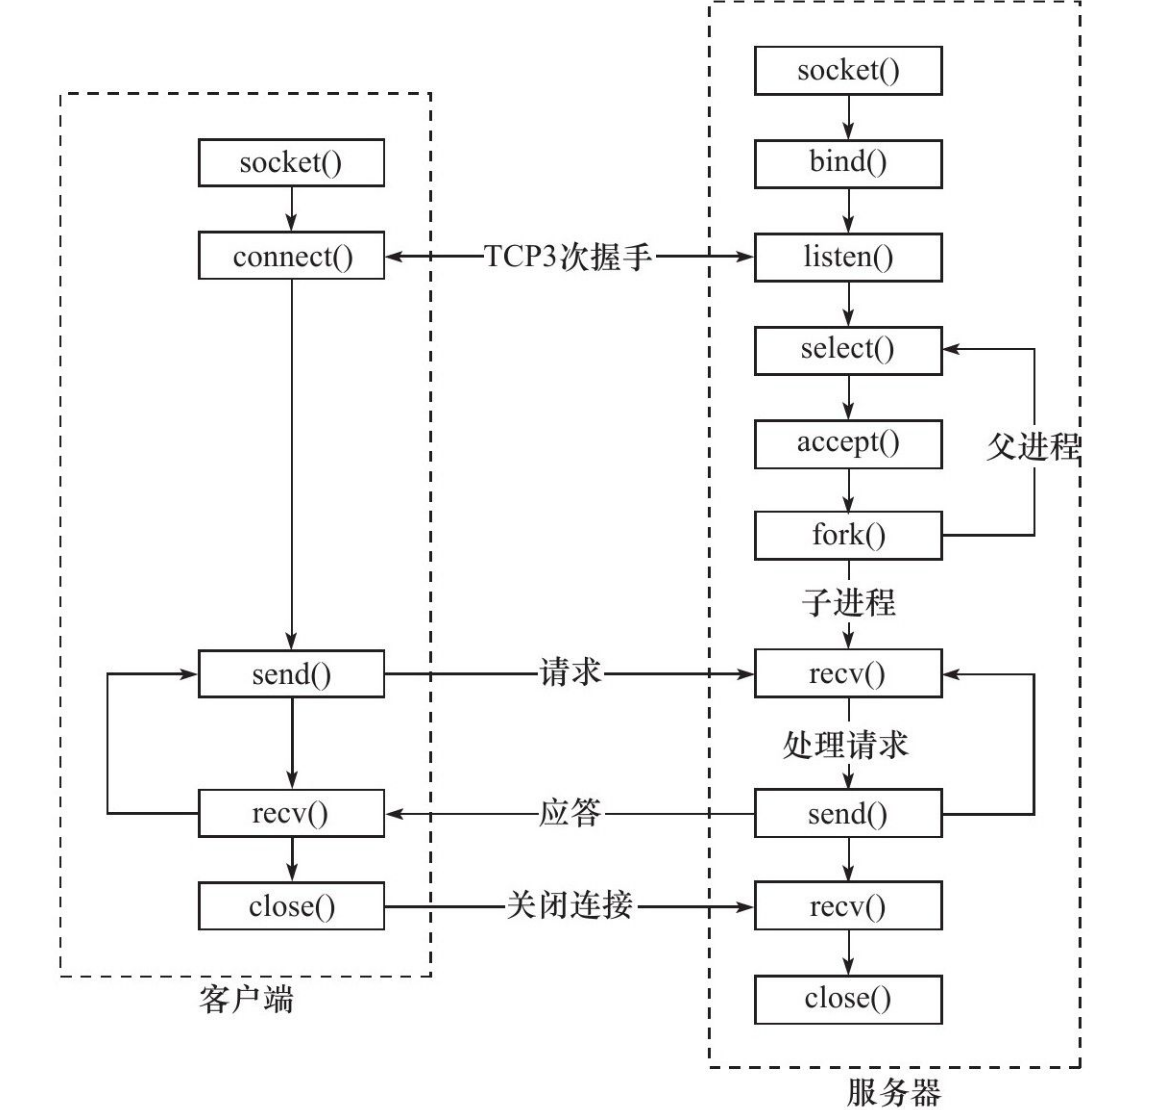 socket()
connect()
send()
recv()
close()
客户端
TCP3次握手
请求
应答
关闭连接
socket()
bind()
listen()
select()
accept()
fork()
父进程
子进程
recv()
处理请求
send()
recv()
close()
服务器